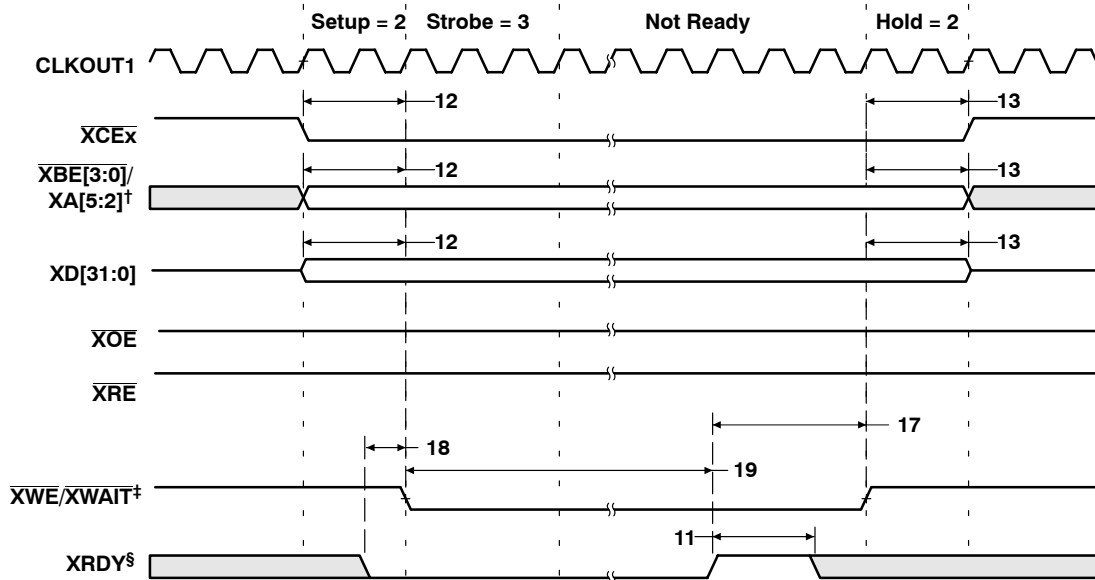 Setup = 2 Strobe = 3 Not Ready Hold = 2
CLKOUT1
12 13
XCEx
XBE[3:0]/ 12 13
XA[5:2]†
12 13
XD[31:0]
XOE
XRE
17
18
19
XWE/XWAIT‡
11
XRDY§